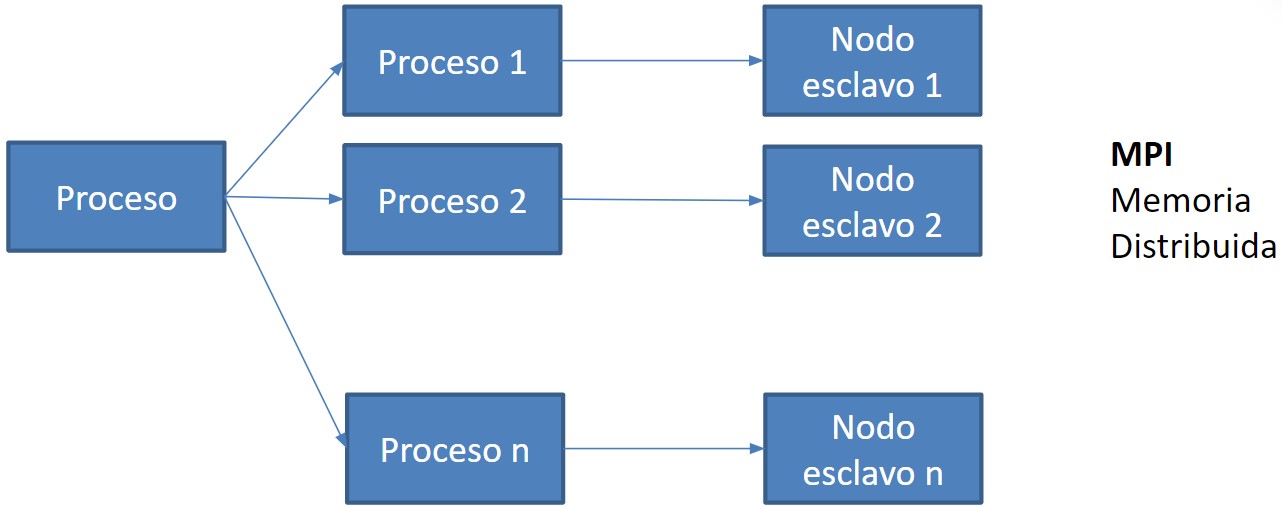 Proceso
Proceso 1
Nodo
esclavo 1
Proceso 2
Nodo
esclavo 2
Proceso n
Nodo
esclavo n
MPI
Memoria
Distribuida